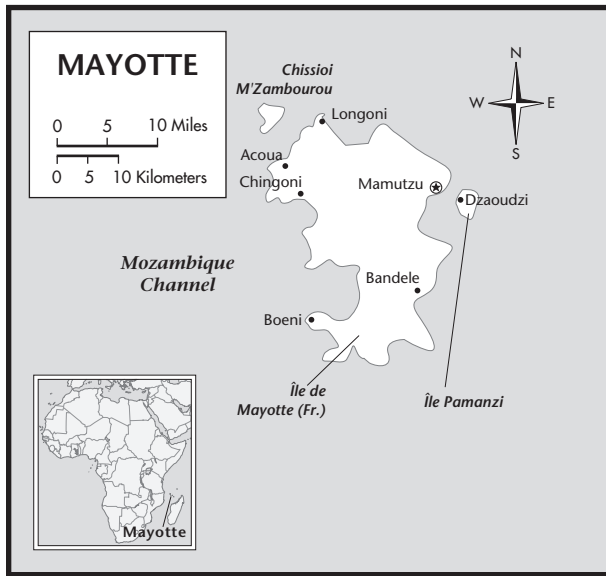 MAYOTTE
0 5 10 Miles
0 5 10 Kilometers
Chissioi
M'Zambourou
N
W E
S
Longoni
Acoua
Chingoni
Mamutzu
Dzaoudzi
Mozambique
Channel
Bandele
Boeni
Île de
Mayotte (Fr.)
Île Pamanzi
Mayotte